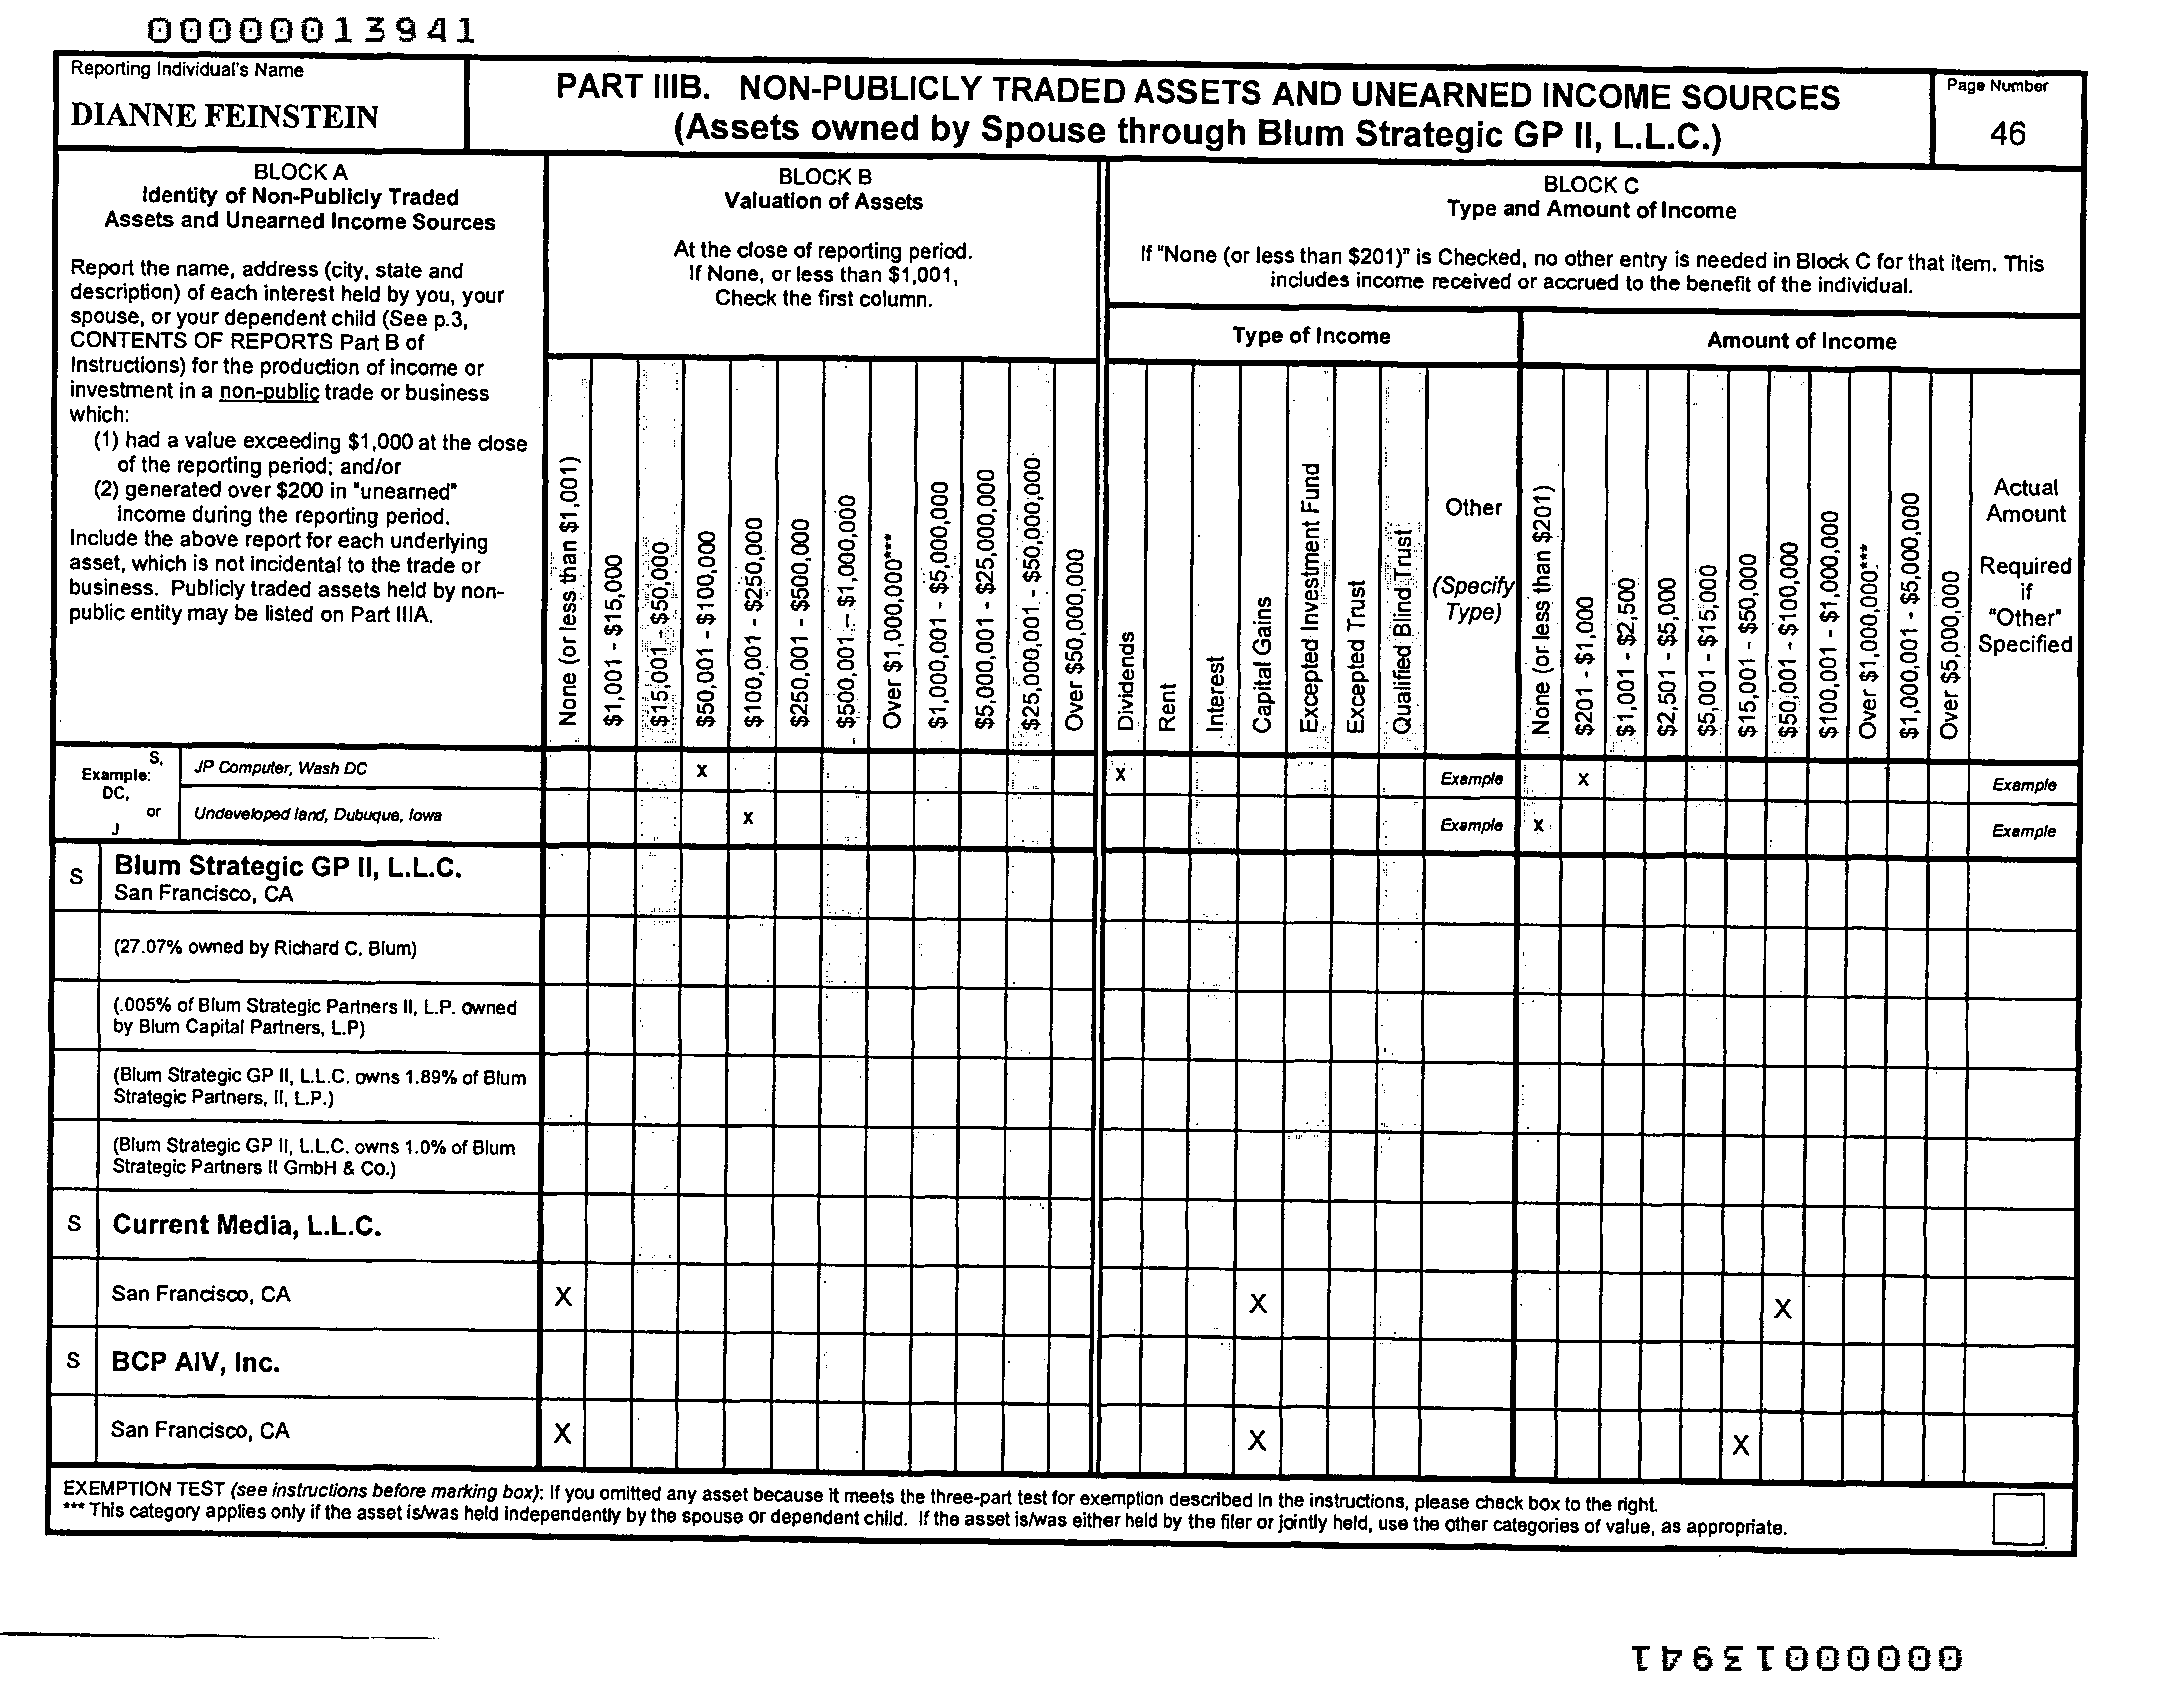 00000013941
Reporting Individual's Name
DIANNE FEINSTEIN
PART IIIB. NON-PUBLICLY TRADED ASSETS AND UNEARNED INCOME SOURCES
(Assets owned by Spouse through Blum Strategic GP II, L.L.C.)
Page Number
46
BLOCK A
Identity of Non-Publicly Traded
Assets and Unearned Income Sources
Report the name, address (city, state and
description) of each interest held by you, your
spouse, or your dependent child (See p.3,
CONTENTS OF REPORTS Part B of
Instructions) for the production of income or
investment in a non-public trade or business
which:
(1) had a value exceeding $1,000 at the close
of the reporting period; and/or
(2) generated over $200 in "unearned"
income during the reporting period.
Include the above report for each underlying
asset, which is not incidental to the trade or
business. Publicly traded assets held by non-
public entity may be listed on Part IIIA.
BLOCK B
Valuation of Assets
At the close of reporting period.
If None, or less than $1,001,
Check the first column.
None (or less than $1,001)
$1,001 - $15,000
$15,001 - $50,000
$50,001 - $100,000
$100,001 - $250,000
$250,001 - $500,000
$500,001 - $1,000,000
Over $1,000,000***
$1,000,001 - $5,000,000
$5,000,001 - $25,000,000
$25,000,001 - $50,000,000
Over $50,000,000
BLOCK C
Type and Amount of Income
If "None (or less than $201)" is Checked, no other entry is needed in Block C for that item. This
includes income received or accrued to the benefit of the individual.
Type of Income
Dividends
Rent
Interest
Capital Gains
Excepted Investment Fund
Excepted Trust
Qualified Blind Trust
Other
(Specify
Type)
Amount of Income
None (or less than $201)
$201 - $1,000
$1,001 - $2,500
$2,501 - $5,000
$5,001 - $15,000
$15,001 - $50,000
$50,001 - $100,000
$100,001 - $1,000,000
Over $1,000,000***
$1,000,001 - $5,000,000
Over $5,000,000
Actual
Amount
Required
if
"Other"
Specified
Example:
S,
DC,
or
J
JP Computer, Wash DC X X Example X Example
Undeveloped land, Dubuque, Iowa X Example X Example
S Blum Strategic GP II, L.L.C.
San Francisco, CA
(27.07% owned by Richard C. Blum)
(.005% of Blum Strategic Partners II, L.P. owned
by Blum Capital Partners, L.P)
(Blum Strategic GP II, L.L.C. owns 1.89% of Blum
Strategic Partners, II, L.P.)
(Blum Strategic GP II, L.L.C. owns 1.0% of Blum
Strategic Partners II GmbH & Co.)
S Current Media, L.L.C.
San Francisco, CA X X X
S BCP AIV, Inc.
San Francisco, CA X X X
EXEMPTION TEST (see instructions before marking box): If you omitted any asset because it meets the three-part test for exemption described in the instructions, please check box to the right.
*** This category applies only if the asset is/was held independently by the spouse or dependent child. If the asset is/was either held by the filer or jointly held, use the other categories of value, as appropriate.
00000013941